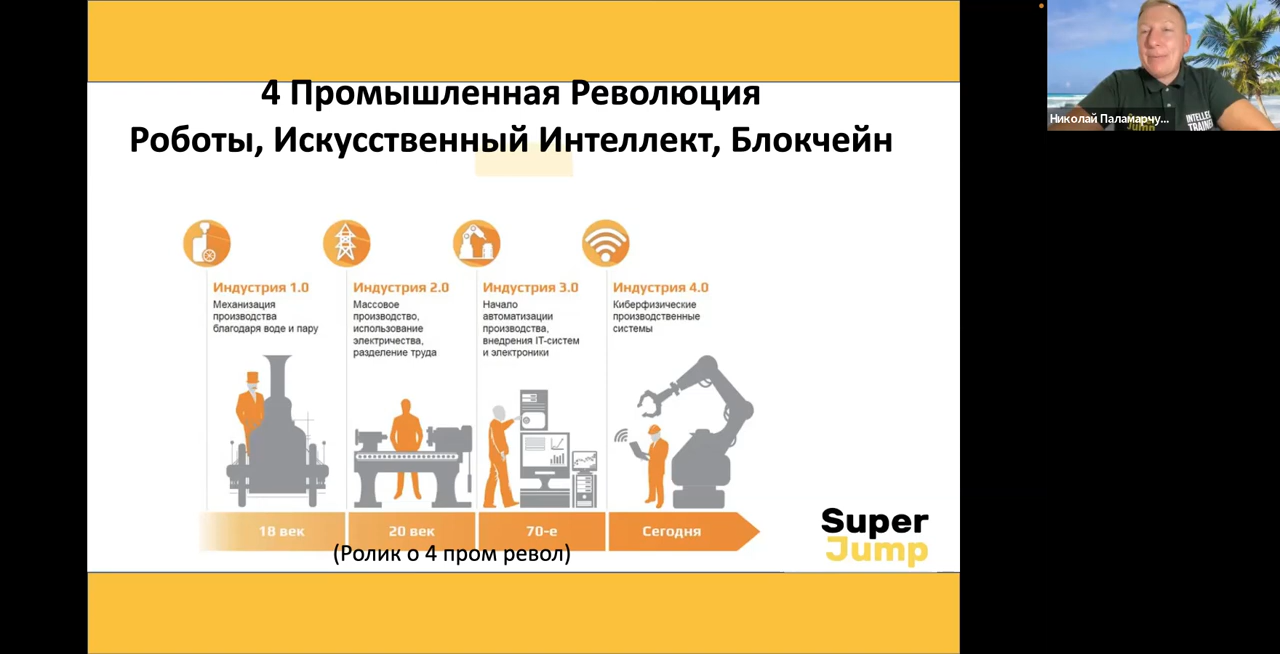 4 Промышленная Революция
Роботы, Искусственный Интеллект, Блокчейн
Индустрия 1.0
Механизация
производства
благодаря воде и пару
Индустрия 2.0
Массовое
производство,
использование
электричества,
разделение труда
Индустрия 3.0
Начало
автоматизации
производства,
внедрения IT-систем
и электроники
Индустрия 4.0
Киберфизические
производственные
системы
18 век
20 век
70-е
Сегодня
(Ролик о 4 пром револ)
Super
Jump
Николай Паламарчу...
Jump